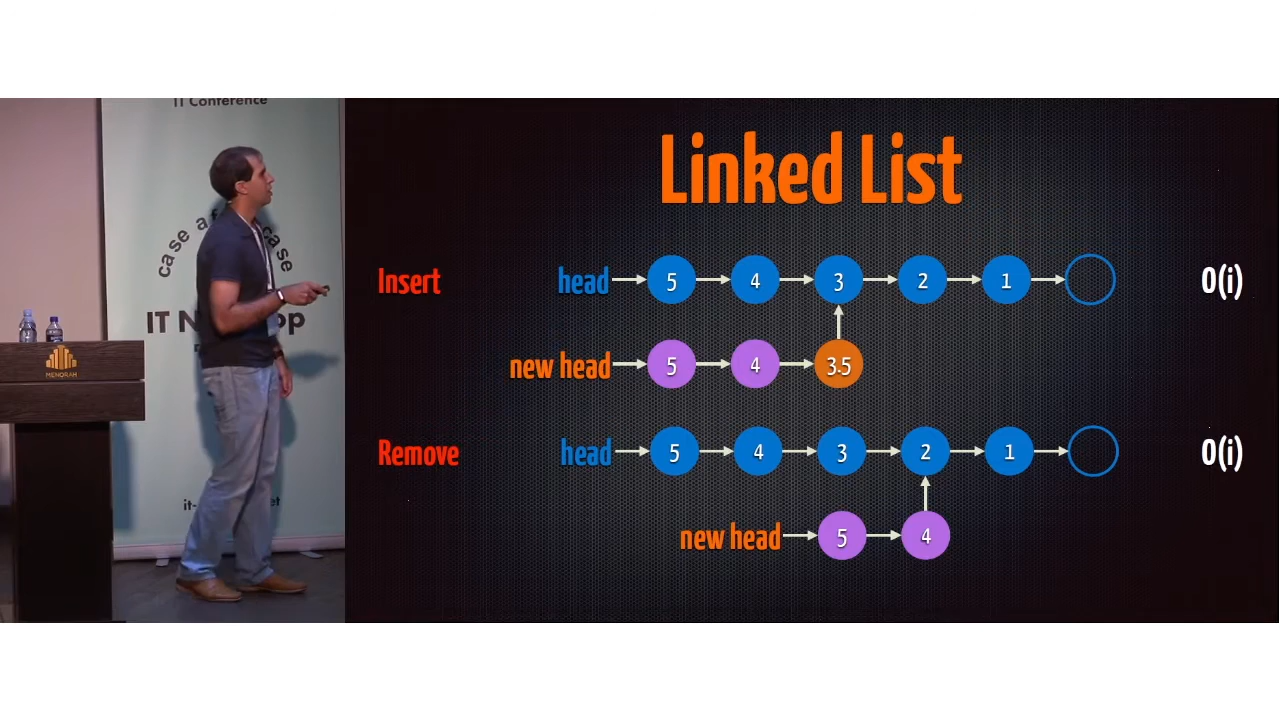 IT Conference
case a case
IT N op
MENORAH
it- et
Linked List
Insert
head 5 4 3 2 1
O(i)
new head 5 4 3.5
Remove
head 5 4 3 2 1
O(i)
new head 5 4